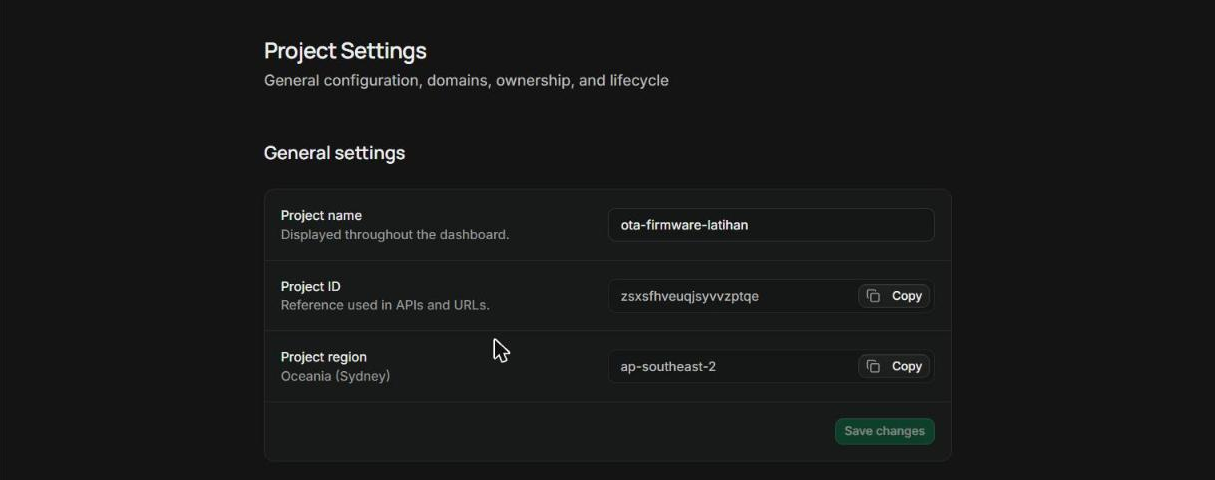 Project Settings
General configuration, domains, ownership, and lifecycle
General settings
Project name
Displayed throughout the dashboard.
ota-firmware-latihan
Project ID
Reference used in APIs and URLs.
zsxsfhveuqjsyvvzptqe
Copy
Project region
Oceania (Sydney)
ap-southeast-2
Copy
Save changes